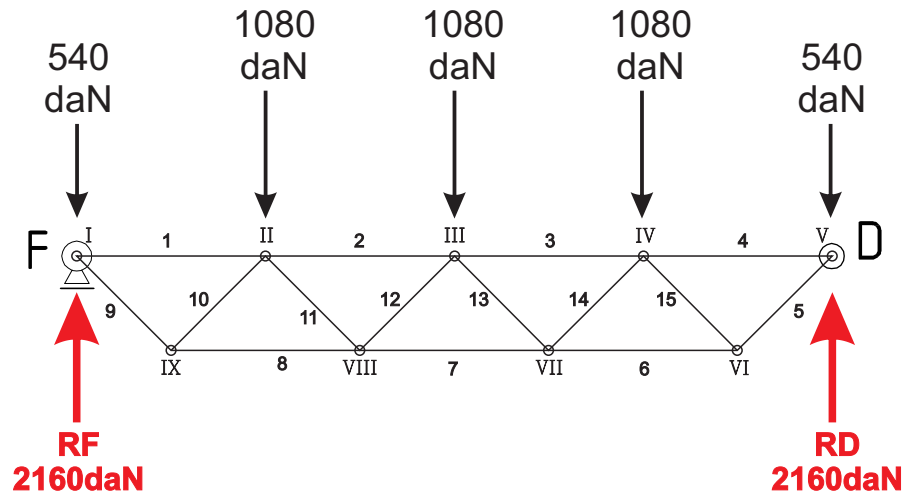 540
daN
1080
daN
1080
daN
1080
daN
540
daN
F
I
1
II
2
III
3
IV
4
V
D
9
10
11
12
13
14
15
5
IX
8
VIII
7
VII
6
VI
RF
2160daN
RD
2160daN